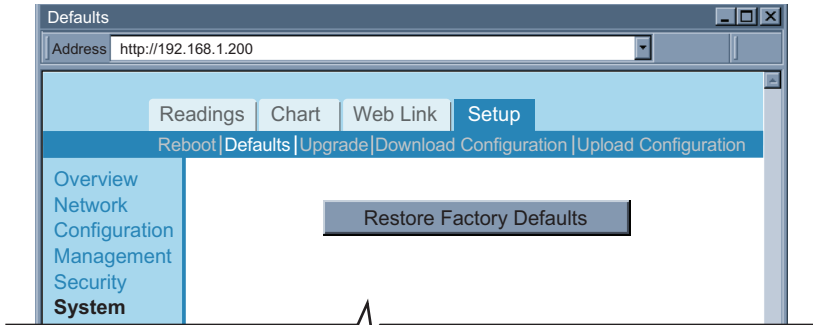 Defaults
Address http://192.168.1.200
Readings Chart Web Link Setup
Reboot|Defaults|Upgrade|Download Configuration|Upload Configuration
Overview
Network
Configuration
Management
Security
System
Restore Factory Defaults